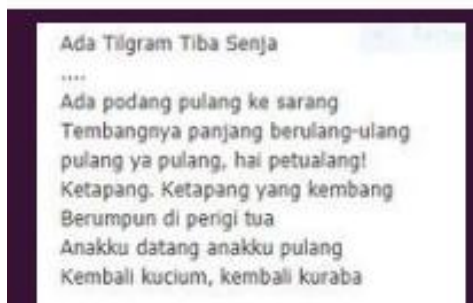 Ada Tilgram Tiba Senja
....
Ada podang pulang ke sarang
Tembangnya panjang berulang-ulang
pulang ya pulang, hai petualang!
Ketapang. Ketapang yang kembang
Berumpun di perigi tua
Anakku datang anakku pulang
Kembali kucium, kembali kuraba